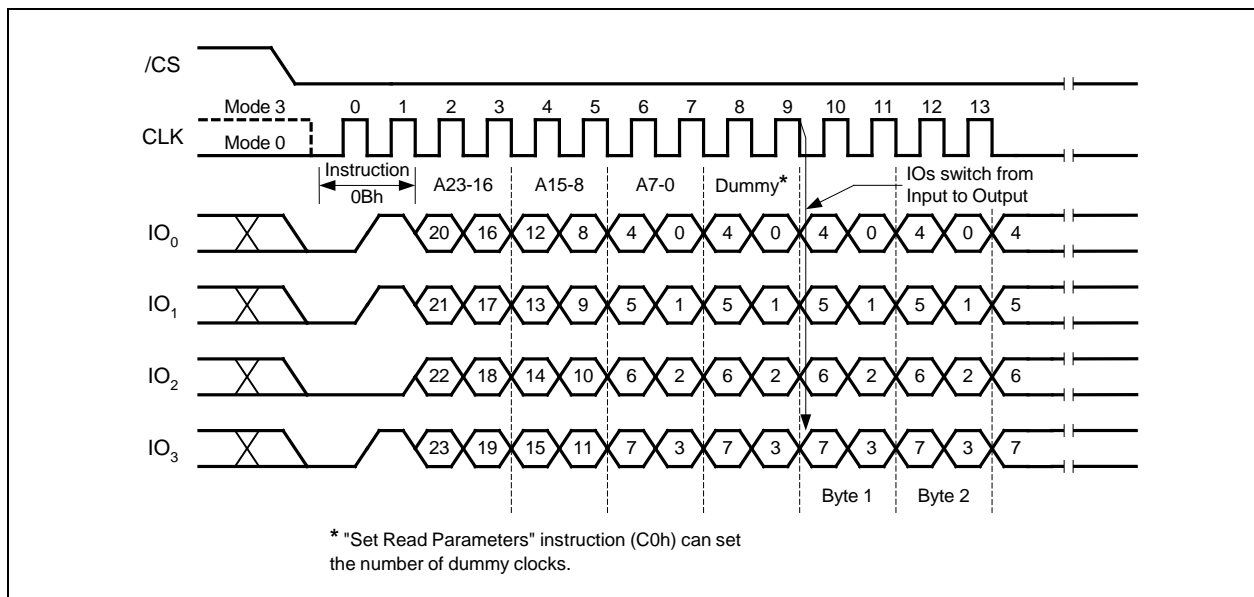 /CS
Mode 3 0 1 2 3 4 5 6 7 8 9 10 11 12 13
CLK Mode 0
Instruction
0Bh A23-16 A15-8 A7-0 Dummy*
IOs switch from
Input to Output
IO0 20 16 12 8 4 0 4 0 4 0 4 0 4
IO1 21 17 13 9 5 1 5 1 5 1 5 1 5
IO2 22 18 14 10 6 2 6 2 6 2 6 2 6
IO3 23 19 15 11 7 3 7 3 7 3 7 3 7
Byte 1 Byte 2
* "Set Read Parameters" instruction (C0h) can set
the number of dummy clocks.